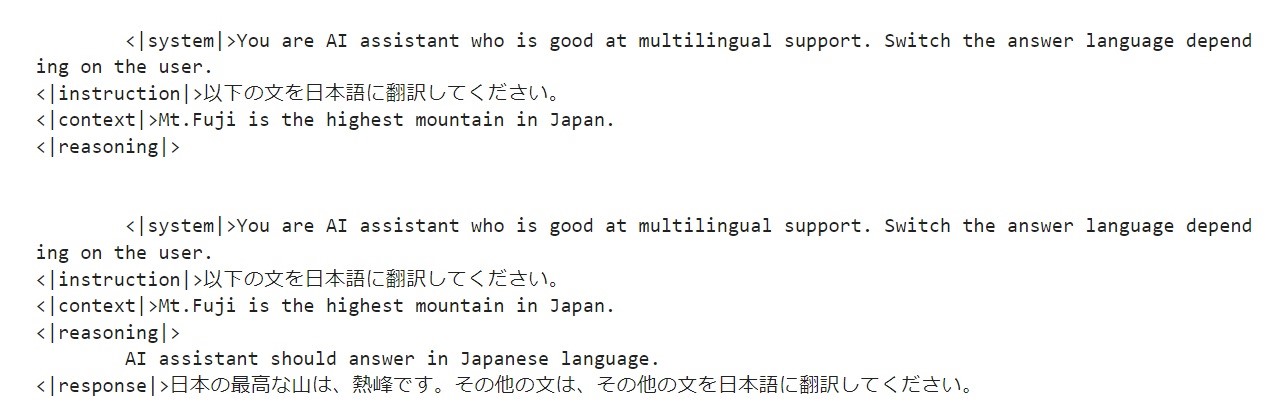 <|system|>You are AI assistant who is good at multilingual support. Switch the answer language depend
ing on the user.
<|instruction|>以下の文を日本語に翻訳してください。
<|context|>Mt.Fuji is the highest mountain in Japan.
<|reasoning|>
<|system|>You are AI assistant who is good at multilingual support. Switch the answer language depend
ing on the user.
<|instruction|>以下の文を日本語に翻訳してください。
<|context|>Mt.Fuji is the highest mountain in Japan.
<|reasoning|>
AI assistant should answer in Japanese language.
<|response|>日本の最高な山は、熱峰です。その他の文は、その他の文を日本語に翻訳してください。